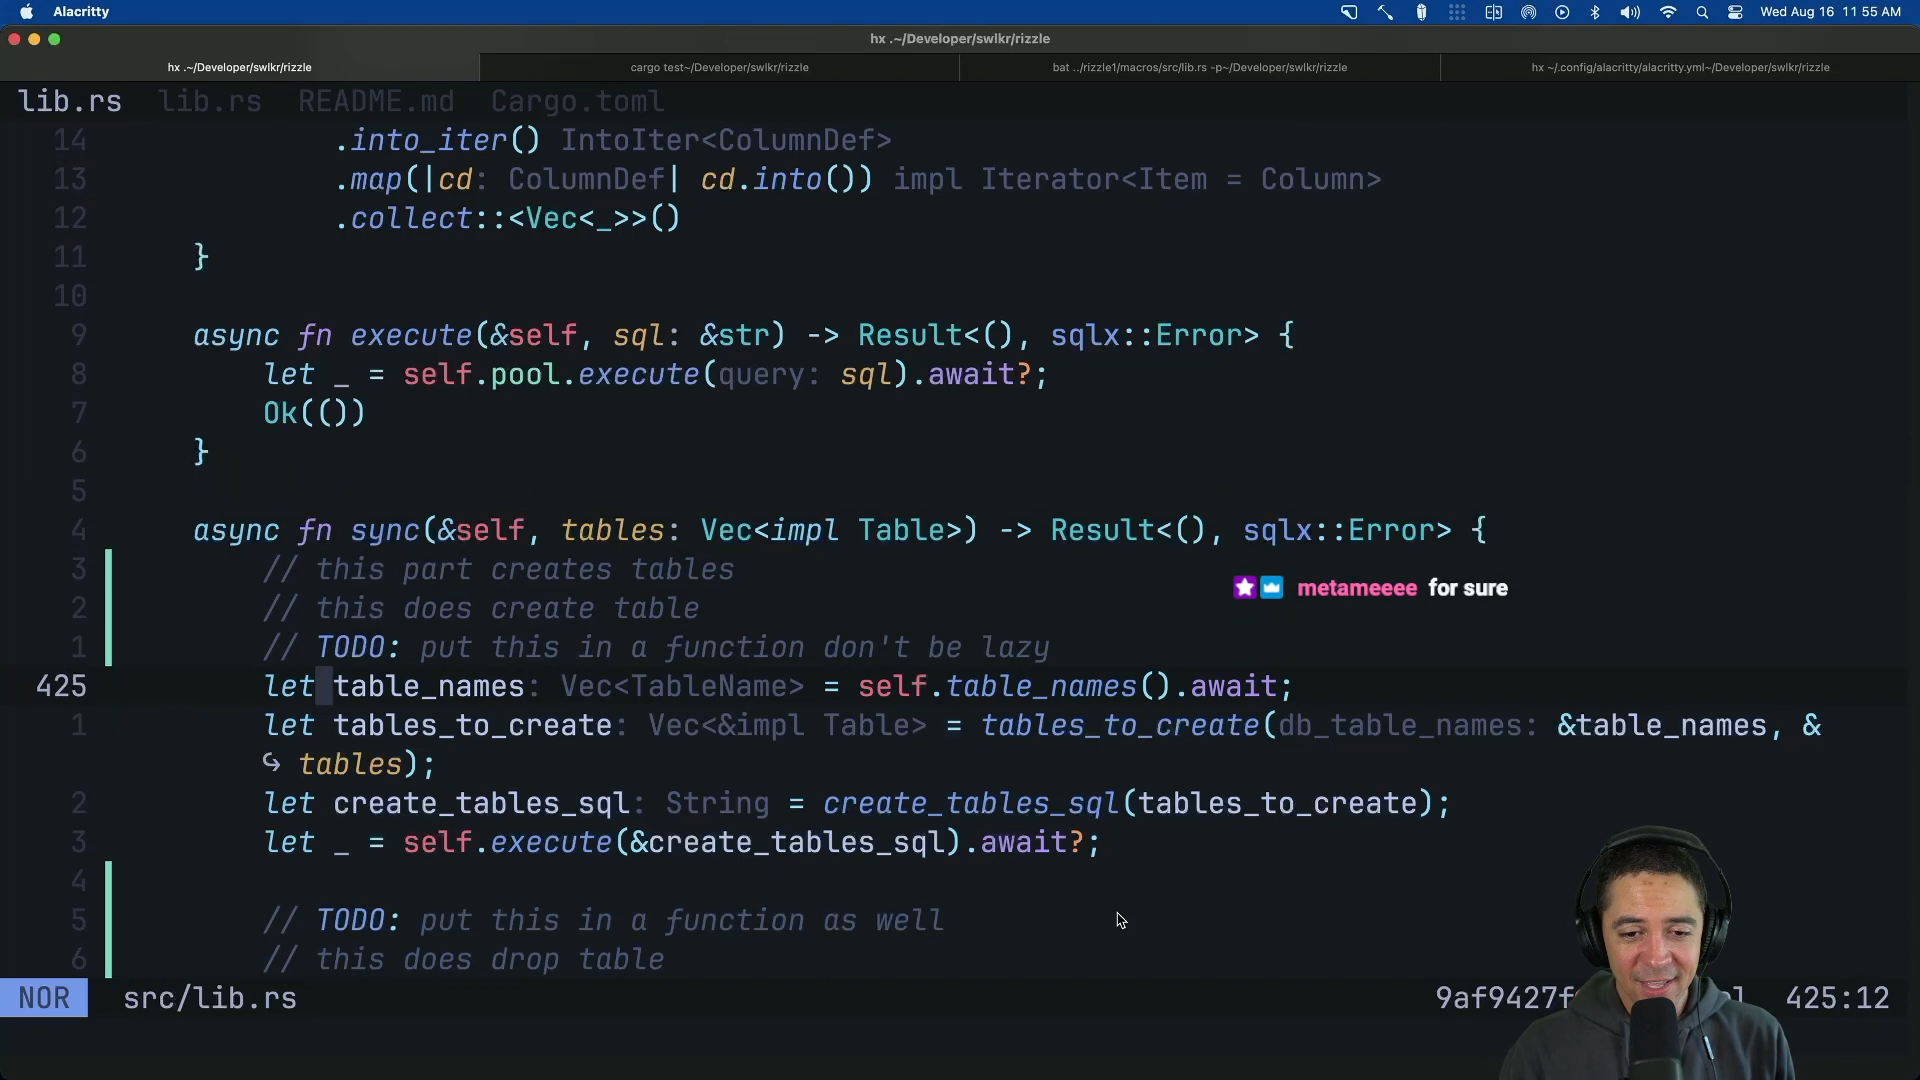 Alacritty
Wed Aug 16 11 55 AM
hx .~/Developer/swlkr/rizzle
hx .~/Developer/swlkr/rizzle
cargo test~/Developer/swlkr/rizzle
bat ../rizzle1/macros/src/lib.rs -p~/Developer/swlkr/rizzle
hx ~/.config/alacritty/alacritty.yml~/Developer/swlkr/rizzle
lib.rs lib.rs README.md Cargo.toml
14 .into_iter() IntoIter<ColumnDef>
13 .map(|cd: ColumnDef| cd.into()) impl Iterator<Item = Column>
12 .collect::<Vec<_>>()
11 }
10
9 async fn execute(&self, sql: &str) -> Result<(), sqlx::Error> {
8 let _ = self.pool.execute(query: sql).await?;
7 Ok(())
6 }
5
4 async fn sync(&self, tables: Vec<impl Table>) -> Result<(), sqlx::Error> {
3 // this part creates tables
metameeee for sure
2 // this does create table
1 // TODO: put this in a function don't be lazy
425 let table_names: Vec<TableName> = self.table_names().await;
1 let tables_to_create: Vec<&impl Table> = tables_to_create(db_table_names: &table_names, &
↪ tables);
2 let create_tables_sql: String = create_tables_sql(tables_to_create);
3 let _ = self.execute(&create_tables_sql).await?;
4
5 // TODO: put this in a function as well
6 // this does drop table
NOR src/lib.rs 425:12